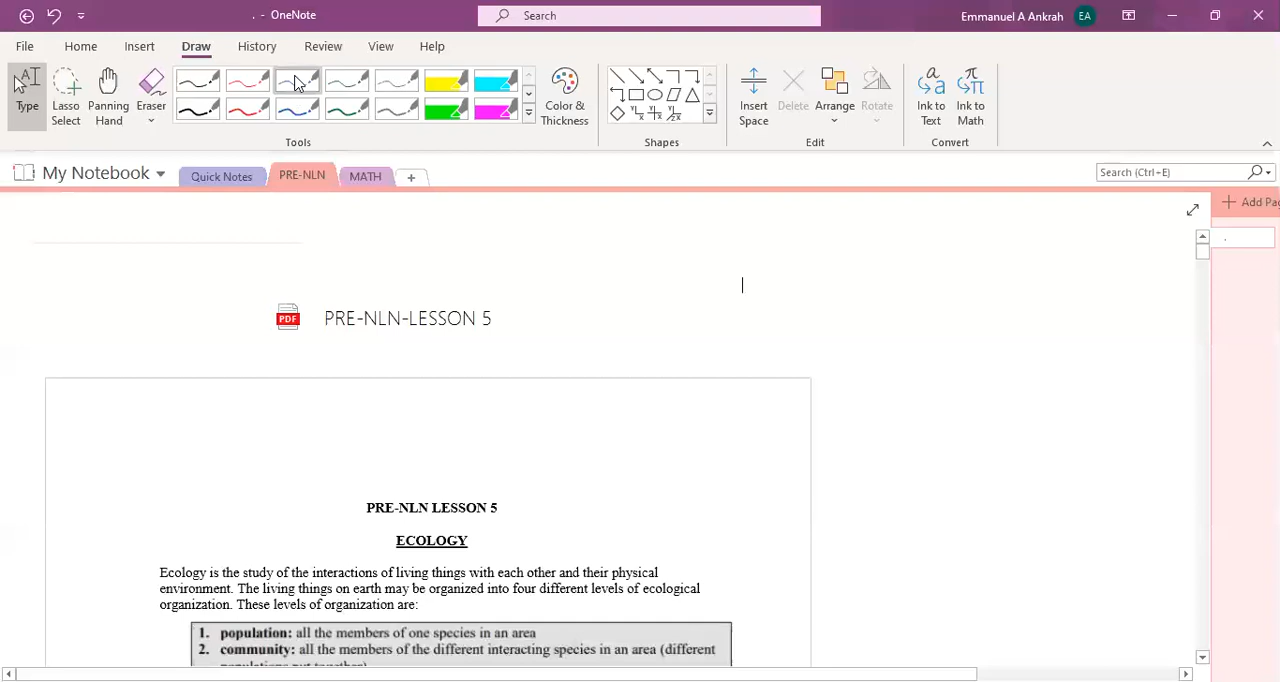 . - OneNote
Search
Emmanuel A Ankrah
EA
File
Home
Insert
Draw
History
Review
View
Help
Type
Lasso Select
Panning Hand
Eraser
Color & Thickness
Insert Space
Delete
Arrange
Rotate
Ink to Text
Ink to Math
Tools
Shapes
Edit
Convert
My Notebook
Quick Notes
PRE-NLN
MATH
Search (Ctrl+E)
Add Pag
.
PDF
PRE-NLN-LESSON 5
PRE-NLN LESSON 5
ECOLOGY
Ecology is the study of the interactions of living things with each other and their physical
environment. The living things on earth may be organized into four different levels of ecological
organization. These levels of organization are:
1. population: all the members of one species in an area
2. community: all the members of the different interacting species in an area (different
populations put together)